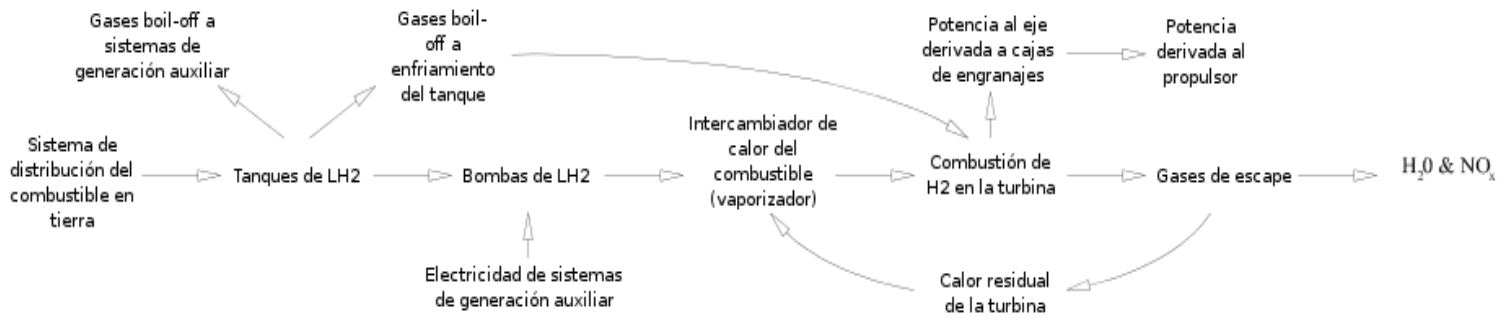 Gases boil-off a
sistemas de
generación auxiliar
Gases boil-
off a
enfriamiento
del tanque
Potencia al eje
derivada a cajas
de engranajes
Potencia
derivada al
propulsor
Sistema de
distribución del
combustible en
tierra
Tanques de LH2
Bombas de LH2
Intercambiador de
calor del
combustible
(vaporizador)
Combustión de
H2 en la turbina
Gases de escape
H₂0 & NOₓ
Electricidad de sistemas
de generación auxiliar
Calor residual
de la turbina